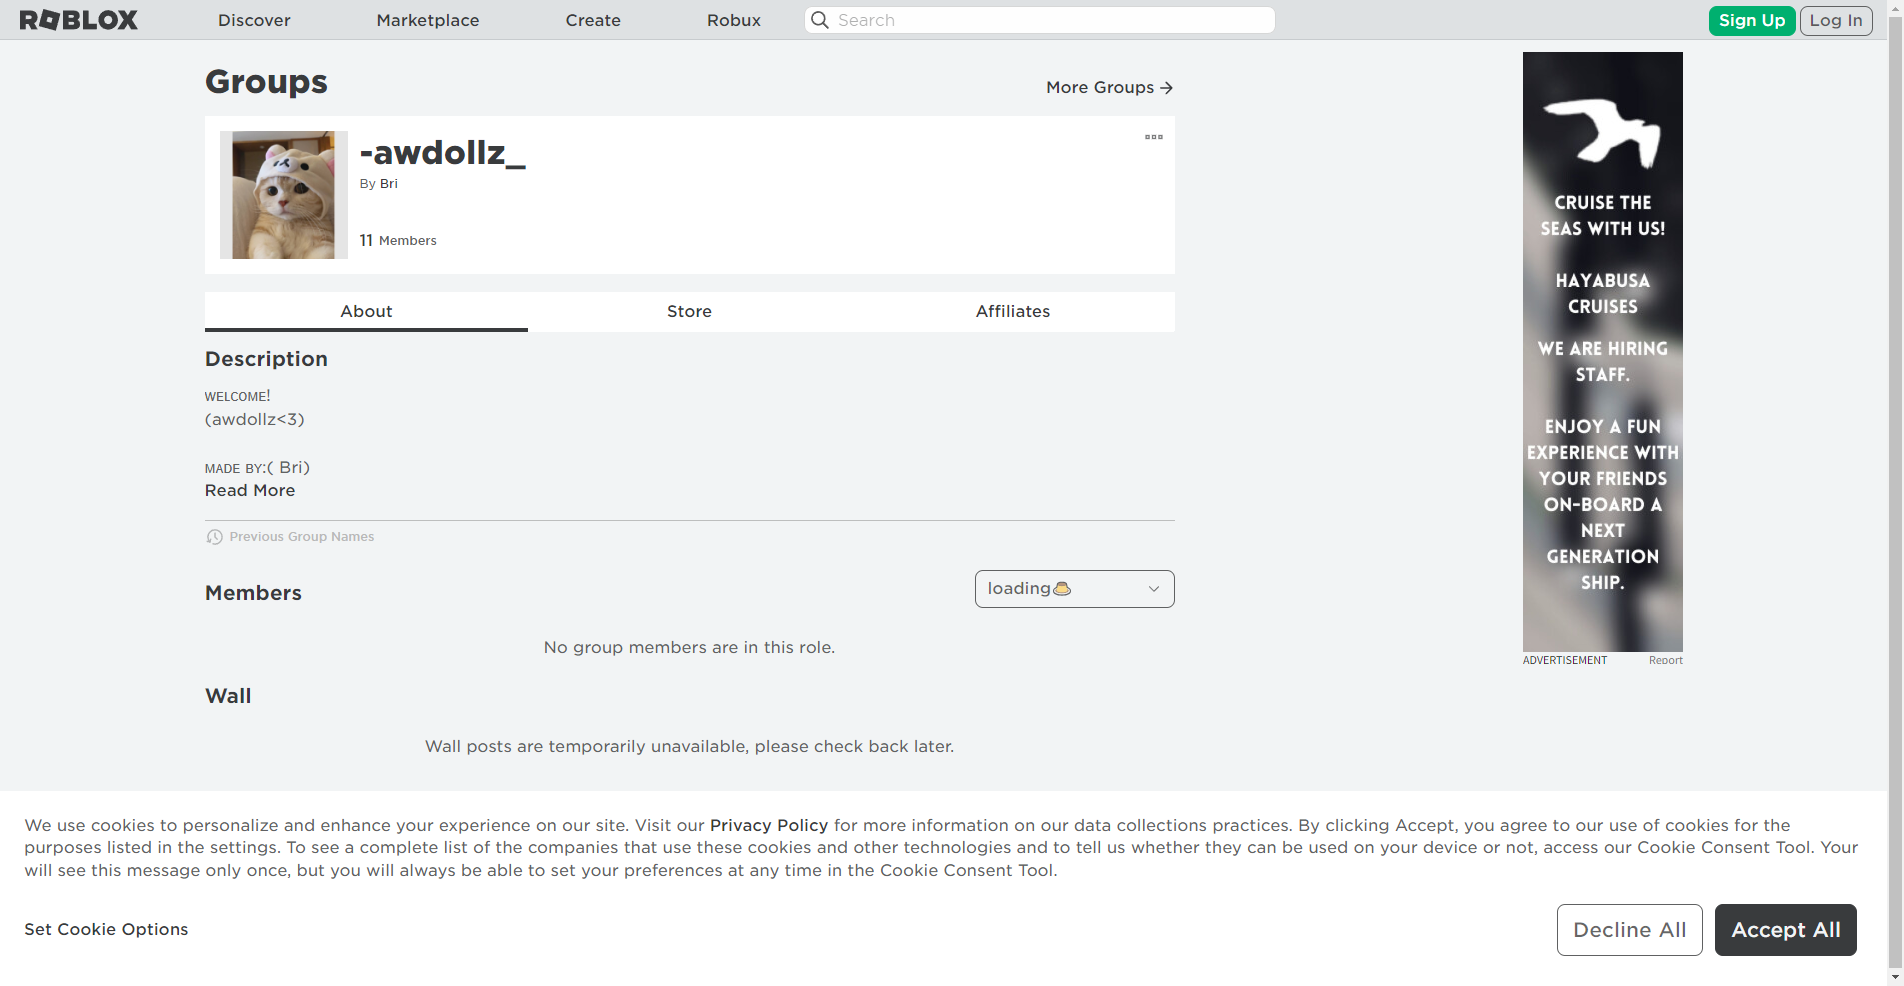 ROBLOX
Discover
Marketplace
Create
Robux
Search
Sign Up
Log In
Groups
More Groups
-awdollz_
By Bri
11 Members
About
Store
Affiliates
Description
ᴡᴇʟᴄᴏᴍᴇ!
(awdollz<3)
ᴍᴀᴅᴇ ʙʏ:( Bri)
Read More
Previous Group Names
Members
loading🍮
No group members are in this role.
Wall
Wall posts are temporarily unavailable, please check back later.
CRUISE THE
SEAS WITH US!
HAYABUSA
CRUISES
WE ARE HIRING
STAFF.
ENJOY A FUN
EXPERIENCE WITH
YOUR FRIENDS
ON-BOARD A
NEXT
GENERATION
SHIP.
ADVERTISEMENT
Report
We use cookies to personalize and enhance your experience on our site. Visit our Privacy Policy for more information on our data collections practices. By clicking Accept, you agree to our use of cookies for the
purposes listed in the settings. To see a complete list of the companies that use these cookies and other technologies and to tell us whether they can be used on your device or not, access our Cookie Consent Tool. Your
will see this message only once, but you will always be able to set your preferences at any time in the Cookie Consent Tool.
Set Cookie Options
Decline All
Accept All